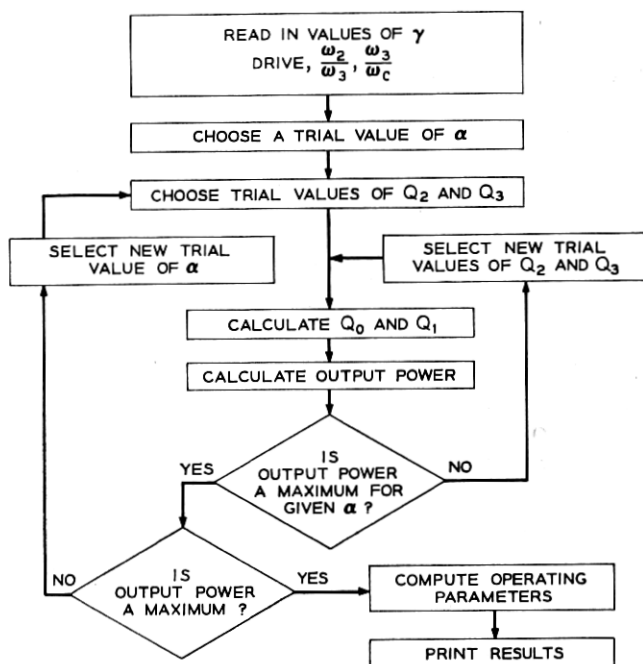 READ IN VALUES OF γ
DRIVE, ω2/ω3, ω3/ωC
CHOOSE A TRIAL VALUE OF α
CHOOSE TRIAL VALUES OF Q2 AND Q3
SELECT NEW TRIAL
VALUE OF α
SELECT NEW TRIAL
VALUES OF Q2 AND Q3
CALCULATE Q0 AND Q1
CALCULATE OUTPUT POWER
IS
OUTPUT POWER
A MAXIMUM FOR
GIVEN α ?
YES
NO
IS
OUTPUT POWER
A MAXIMUM ?
NO
YES
COMPUTE OPERATING
PARAMETERS
PRINT RESULTS